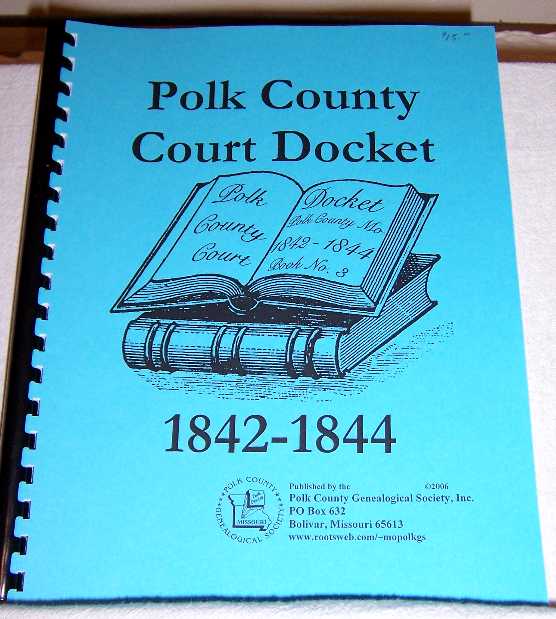 $15.00
Polk County
Court Docket
Polk
County
Court
Docket
Polk County Mo.
1842-1844
Book No. 3
1842-1844
POLK COUNTY
GENEALOGICAL SOCIETY
MISSOURI
Published by the ©2006
Polk County Genealogical Society, Inc.
PO Box 632
Bolivar, Missouri 65613
www.rootsweb.com/~mopolkgs